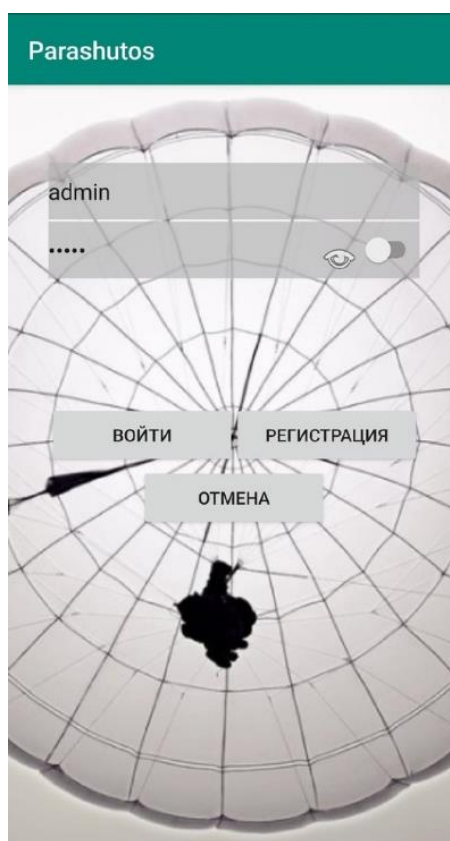 Parashutos
admin
•••••
ВОЙТИ
РЕГИСТРАЦИЯ
ОТМЕНА